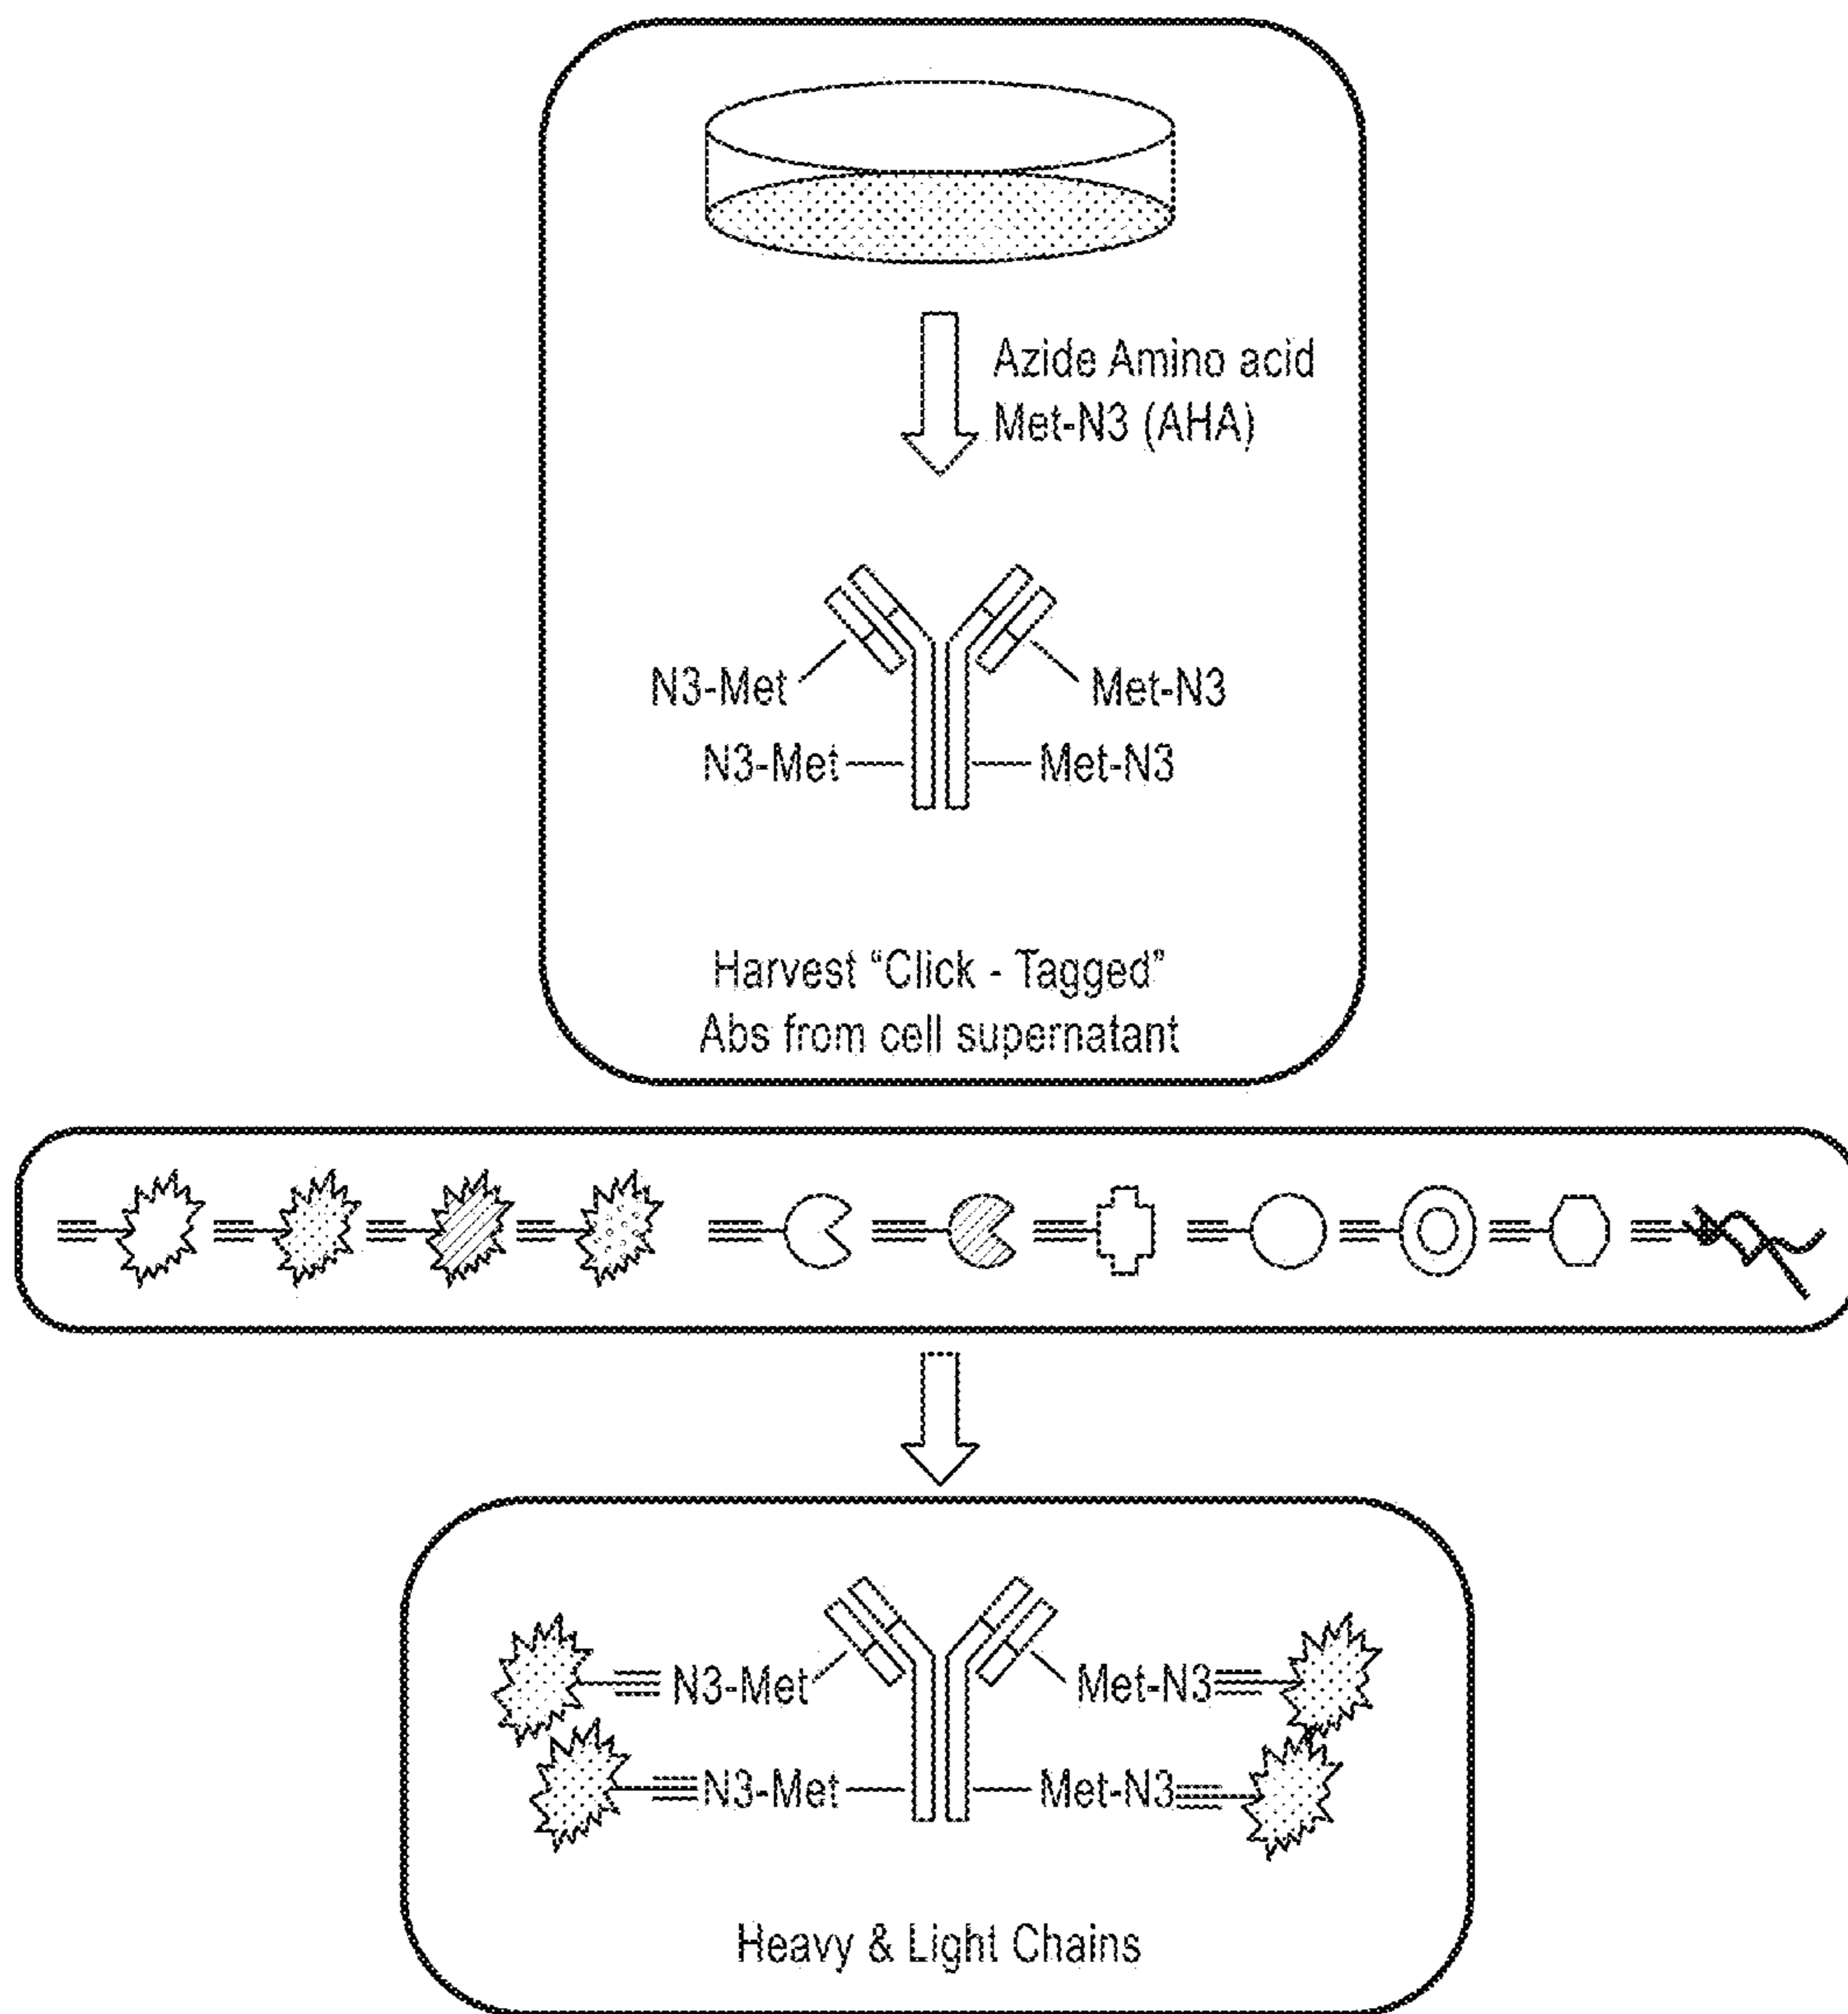 Azide Amino acid
Met-N3 (AHA)
N3-Met
Met-N3
N3-Met
Met-N3
Harvest “Click - Tagged”
Abs from cell supernatant
N3-Met
Met-N3
N3-Met
Met-N3
Heavy & Light Chains